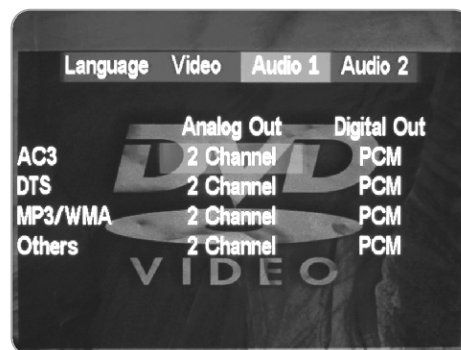 Language Video Audio 1 Audio 2
Analog Out Digital Out
AC3 2 Channel PCM
DTS 2 Channel PCM
MP3/WMA 2 Channel PCM
Others 2 Channel PCM
DVD
VIDEO